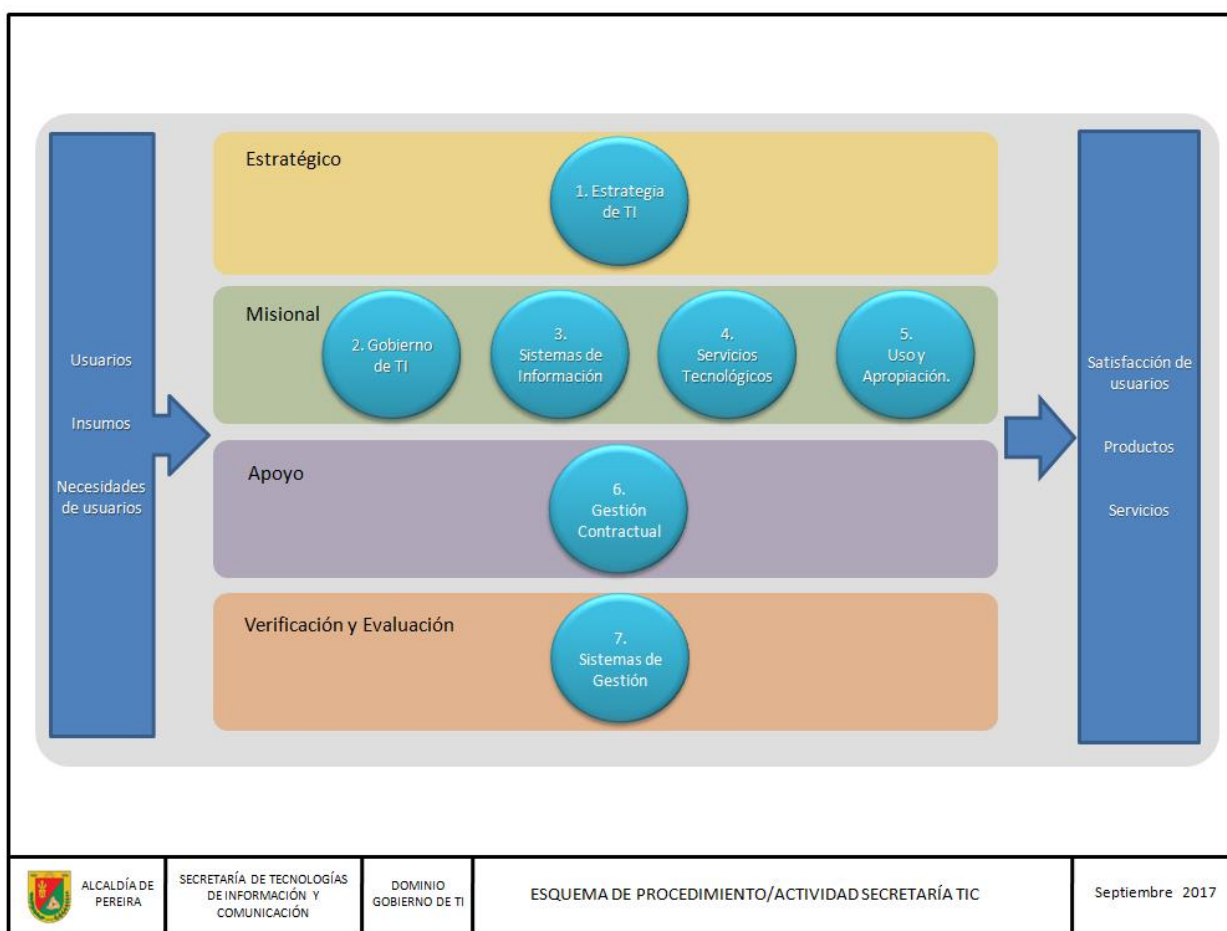 Usuarios
Insumos
Necesidades
de usuarios
Estratégico
1. Estrategia
de TI
Misional
2. Gobierno
de TI
3.
Sistemas de
Información
4.
Servicios
Tecnológicos
5.
Uso y
Apropiación.
Apoyo
6.
Gestión
Contractual
Verificación y Evaluación
7.
Sistemas de
Gestión
Satisfacción de
usuarios
Productos
Servicios
ALCALDÍA DE
PEREIRA
SECRETARÍA DE TECNOLOGÍAS
DE INFORMACIÓN Y
COMUNICACIÓN
DOMINIO
GOBIERNO DE TI
ESQUEMA DE PROCEDIMIENTO/ACTIVIDAD SECRETARÍA TIC
Septiembre 2017